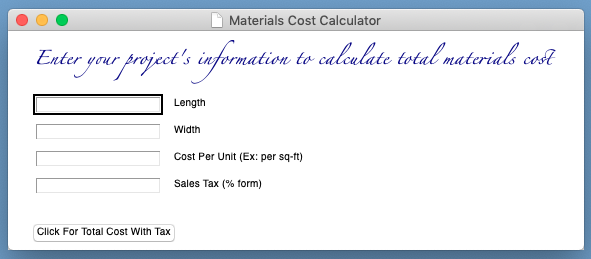 Materials Cost Calculator
Enter your project's information to calculate total materials cost
Length
Width
Cost Per Unit (Ex: per sq-ft)
Sales Tax (% form)
Click For Total Cost With Tax